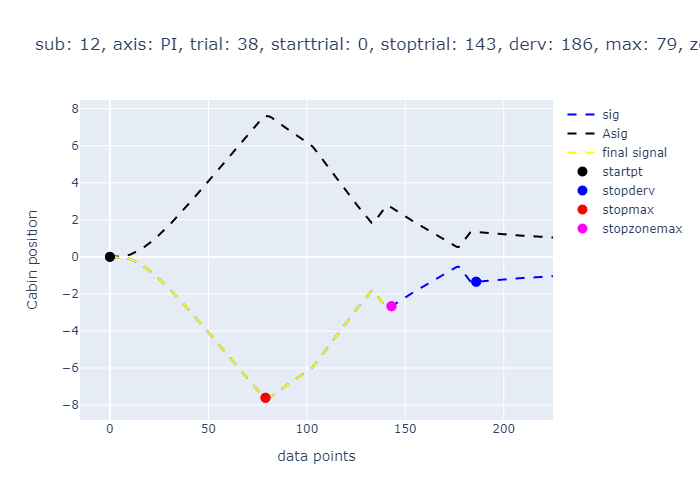 sub: 12, axis: PI, trial: 38, starttrial: 0, stoptrial: 143, derv: 186, max: 79,
8
6
4
2
0
−2
−4
−6
−8
Cabin position
0 50 100 150 200
data points
sig
Asig
final signal
startpt
stopderv
stopmax
stopzonemax